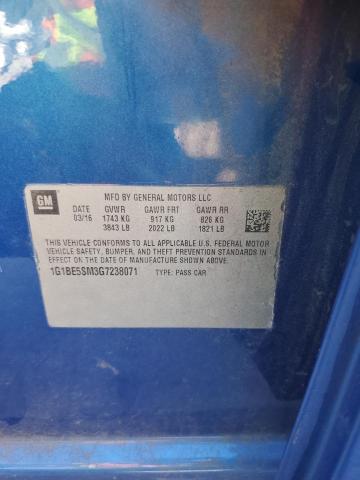 GM
MFD BY GENERAL MOTORS LLC
DATE GVWR GAWR FRT GAWR RR
03/16 1743 KG 917 KG 826 KG
3843 LB 2022 LB 1821 LB
THIS VEHICLE CONFORMS TO ALL APPLICABLE U.S. FEDERAL MOTOR
VEHICLE SAFETY, BUMPER, AND THEFT PREVENTION STANDARDS IN
EFFECT ON THE DATE OF MANUFACTURE SHOWN ABOVE.
1G1BE5SM3G7238071 TYPE: PASS CAR